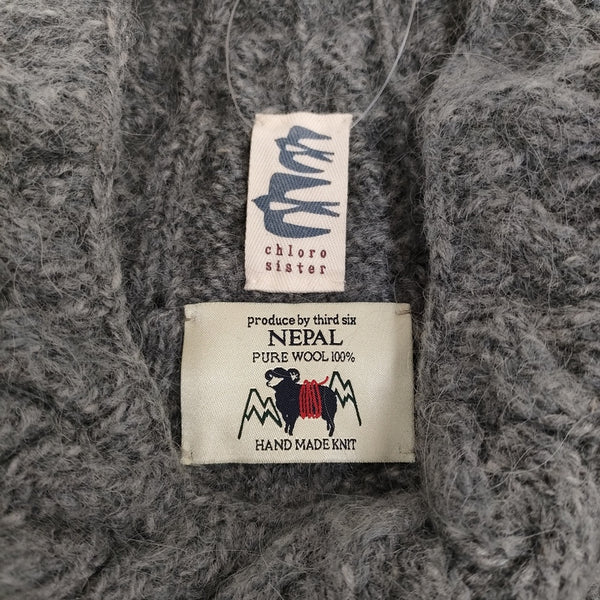 chloro
sister
produce by third six
NEPAL
PURE WOOL 100%
HAND MADE KNIT